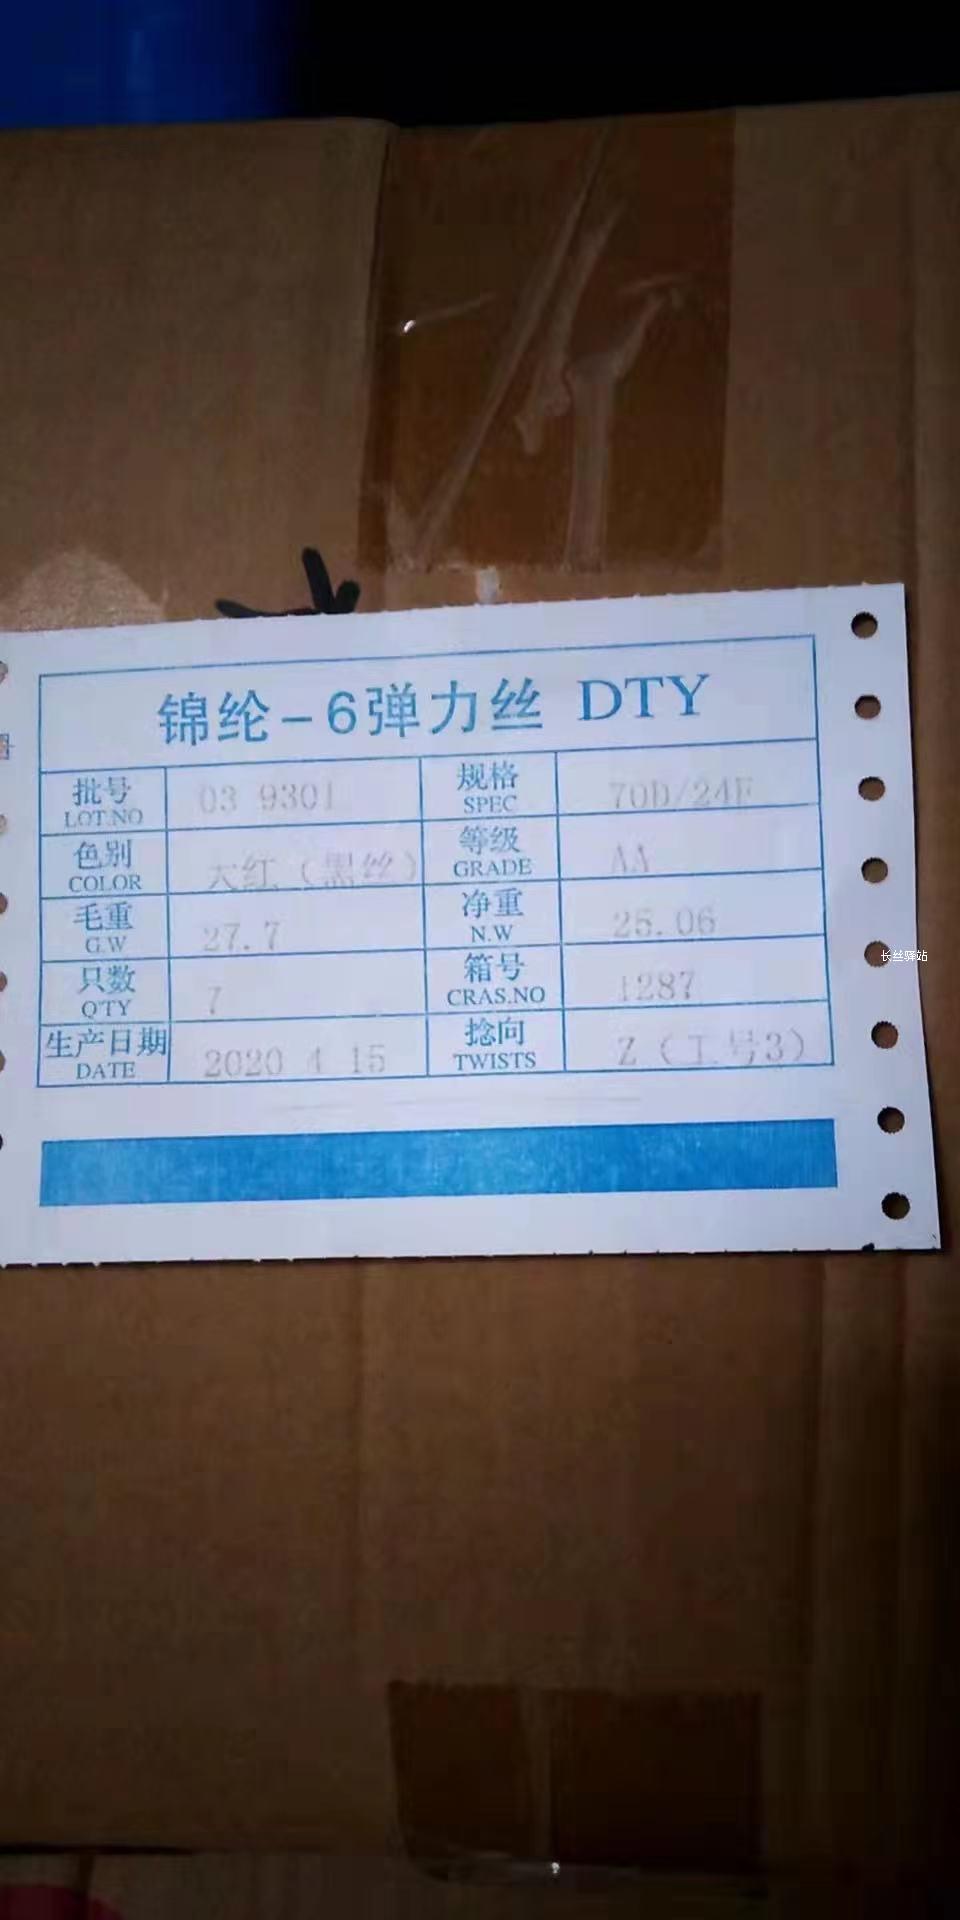 锦纶-6弹力丝 DTY
批号 03 9301 规格 70D/24F
LOT.NO SPEC
色别 大红(黑丝) 等级 AA
COLOR GRADE
毛重 27.7 净重 25.06
G.W N.W
只数 7 箱号 1287
Q'TY CRAS.NO
生产日期 2020 4 15 捻向 Z(工号3)
DATE TWISTS
长丝驿站